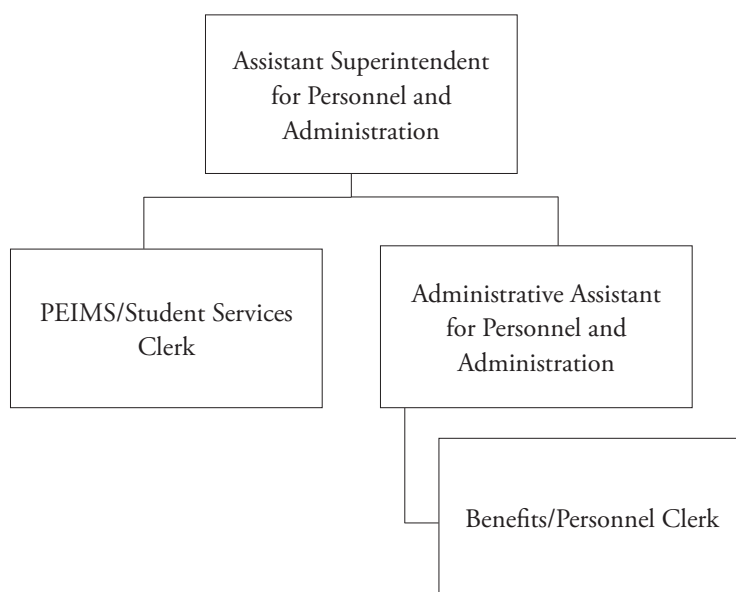 Assistant Superintendent
for Personnel and
Administration
PEIMS/Student Services
Clerk
Administrative Assistant
for Personnel and
Administration
Benefits/Personnel Clerk